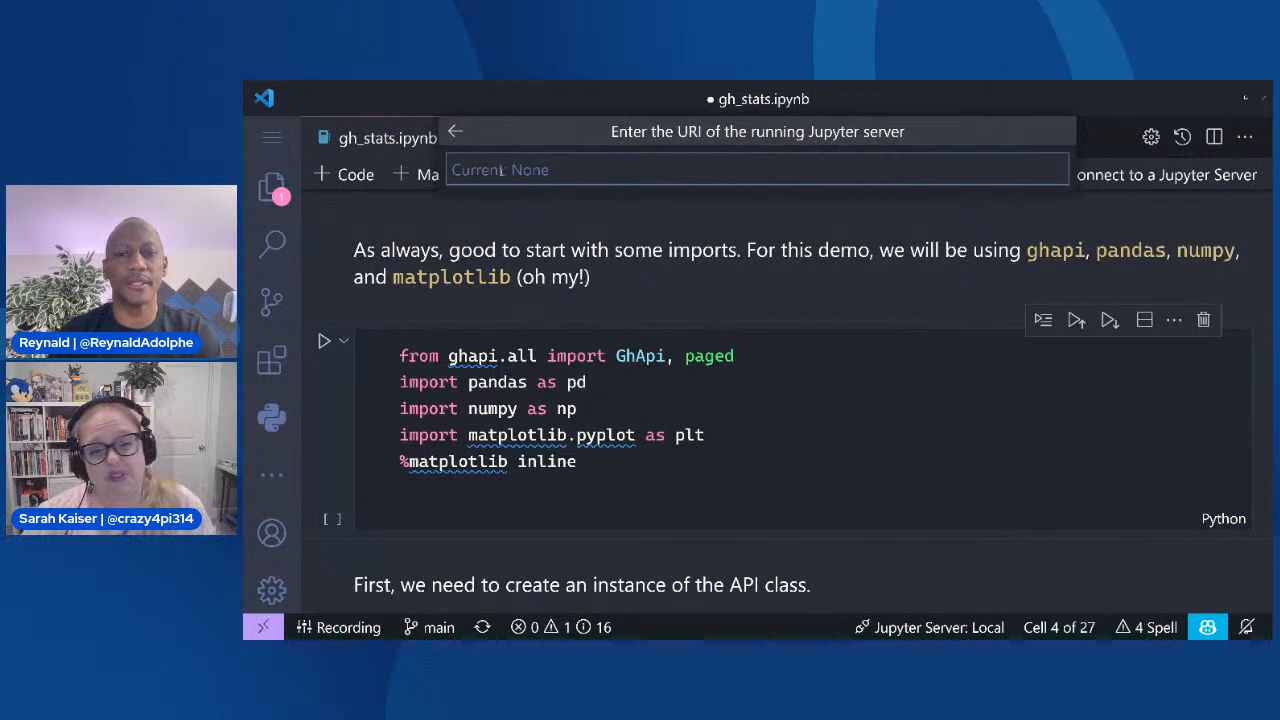 gh_stats.ipynb
gh_stats.ipynb
Enter the URI of the running Jupyter server
Current: None
Code
Ma
onnect to a Jupyter Server
1
As always, good to start with some imports. For this demo, we will be using ghapi, pandas, numpy,
and matplotlib (oh my!)
from ghapi.all import GhApi, paged
import pandas as pd
import numpy as np
import matplotlib.pyplot as plt
%matplotlib inline
[ ]
Python
First, we need to create an instance of the API class.
Recording
main
0 1 16
Jupyter Server: Local
Cell 4 of 27
4 Spell
Reynald | @ReynaldAdolphe
Sarah Kaiser | @crazy4pi314